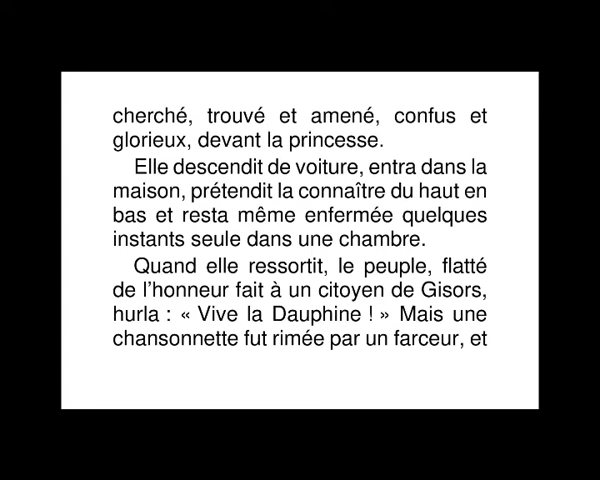 cherché, trouvé et amené, confus et
glorieux, devant la princesse.
Elle descendit de voiture, entra dans la
maison, prétendit la connaître du haut en
bas et resta même enfermée quelques
instants seule dans une chambre.
Quand elle ressortit, le peuple, flatté
de l’honneur fait à un citoyen de Gisors,
hurla : « Vive la Dauphine ! » Mais une
chansonnette fut rimée par un farceur, et